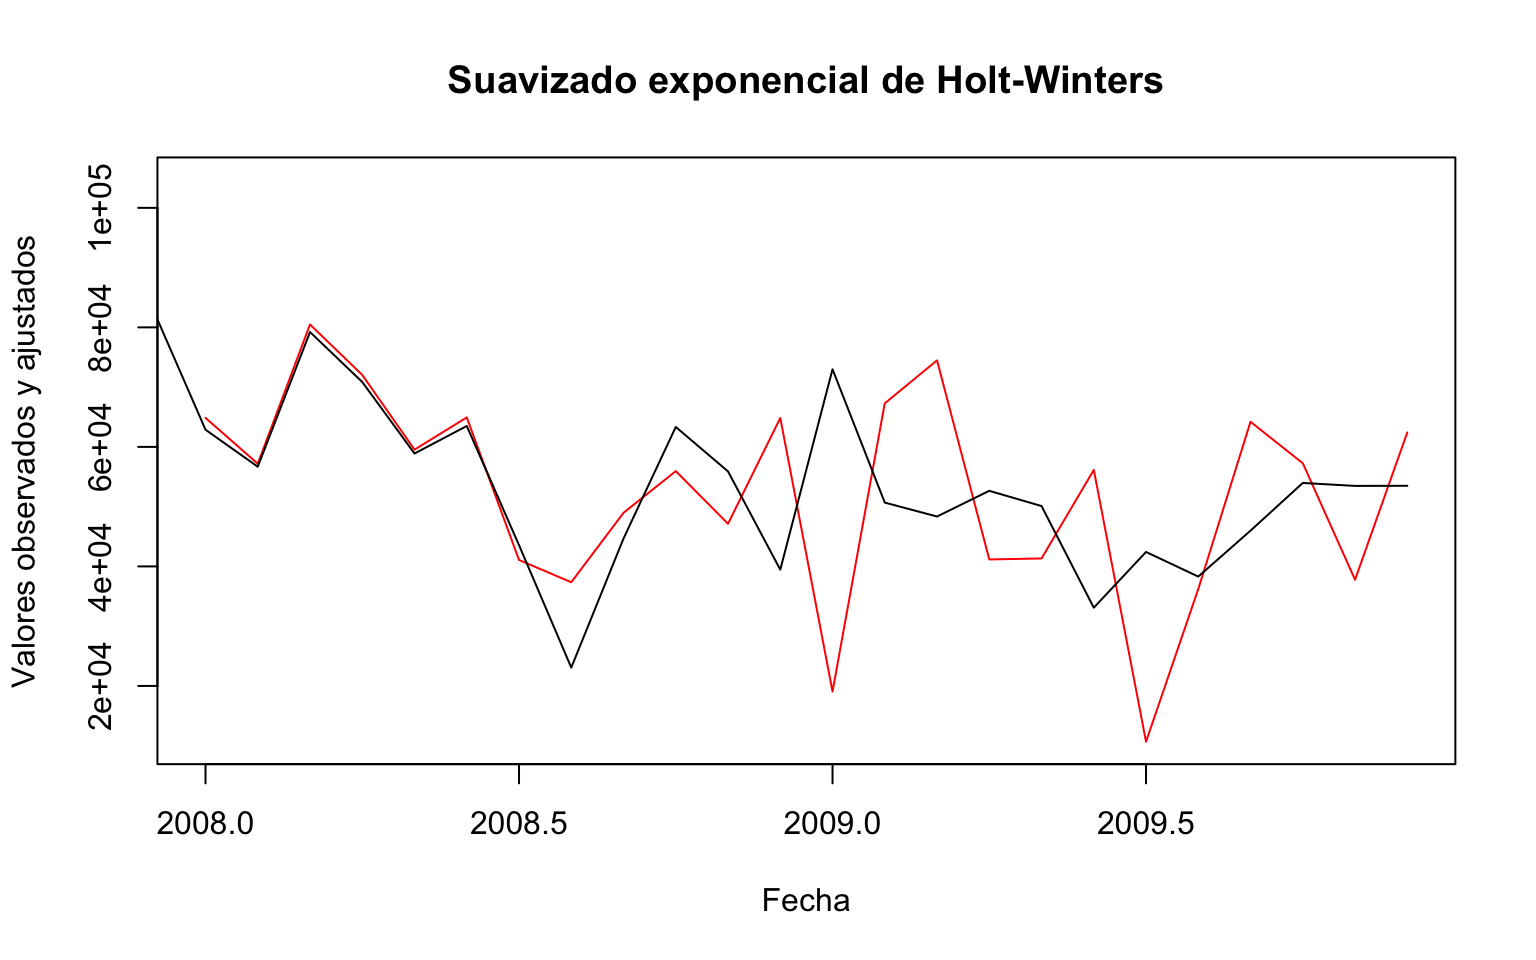 Suavizado exponencial de Holt-Winters
Valores observados y ajustados
1e+05
8e+04
6e+04
4e+04
2e+04
2008.0
2008.5
2009.0
2009.5
Fecha